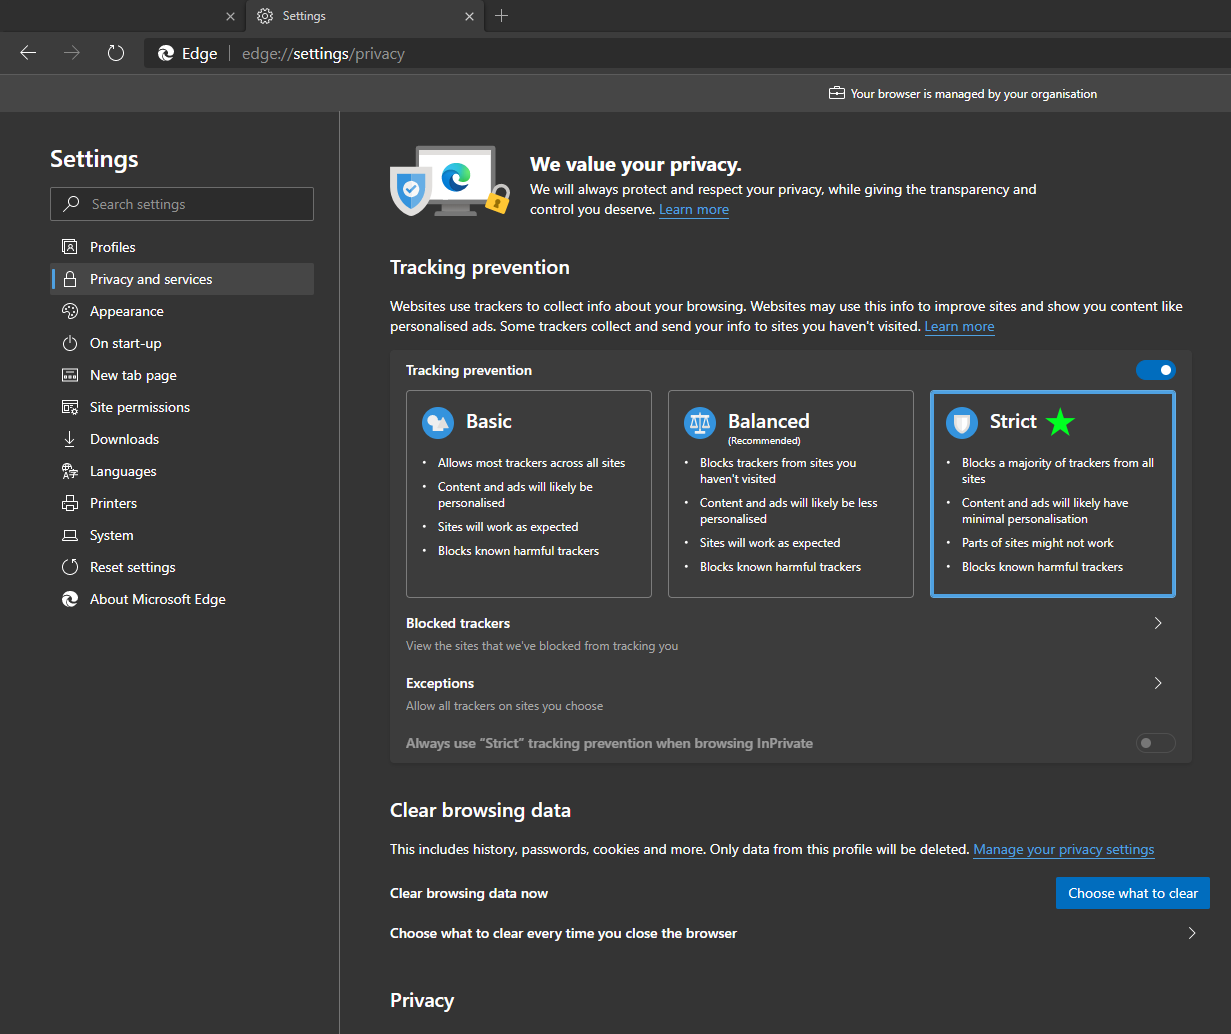 Settings
Edge
edge://settings/privacy
Your browser is managed by your organisation
Settings
Search settings
Profiles
Privacy and services
Appearance
On start-up
New tab page
Site permissions
Downloads
Languages
Printers
System
Reset settings
About Microsoft Edge
We value your privacy.
We will always protect and respect your privacy, while giving the transparency and
control you deserve. Learn more
Tracking prevention
Websites use trackers to collect info about your browsing. Websites may use this info to improve sites and show you content like
personalised ads. Some trackers collect and send your info to sites you haven't visited. Learn more
Tracking prevention
Basic
• Allows most trackers across all sites
• Content and ads will likely be
personalised
• Sites will work as expected
• Blocks known harmful trackers
Balanced
(Recommended)
• Blocks trackers from sites you
haven't visited
• Content and ads will likely be less
personalised
• Sites will work as expected
• Blocks known harmful trackers
Strict
• Blocks a majority of trackers from all
sites
• Content and ads will likely have
minimal personalisation
• Parts of sites might not work
• Blocks known harmful trackers
Blocked trackers
View the sites that we've blocked from tracking you
Exceptions
Allow all trackers on sites you choose
Always use "Strict" tracking prevention when browsing InPrivate
Clear browsing data
This includes history, passwords, cookies and more. Only data from this profile will be deleted. Manage your privacy settings
Clear browsing data now
Choose what to clear
Choose what to clear every time you close the browser
Privacy